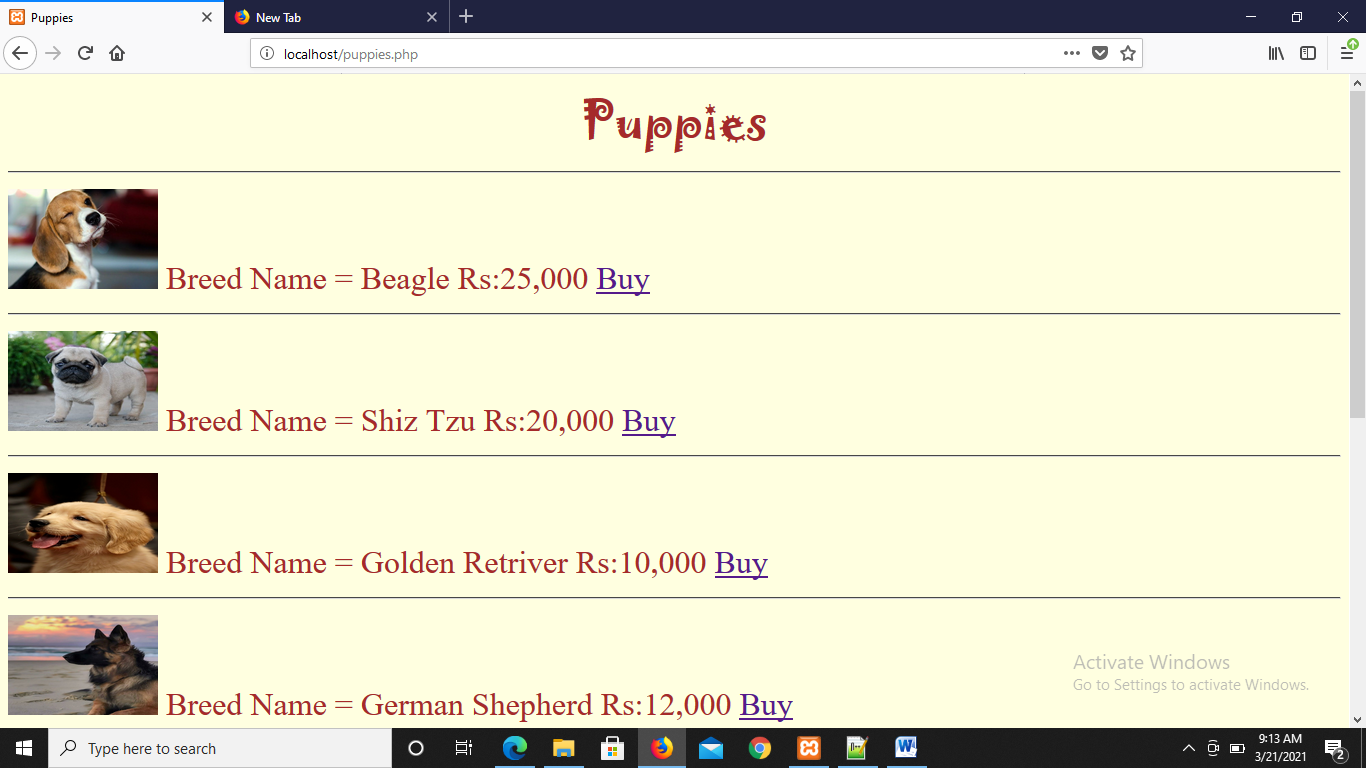 Puppies
New Tab
localhost/puppies.php
Puppies
Breed Name = Beagle Rs:25,000 Buy
Breed Name = Shiz Tzu Rs:20,000 Buy
Breed Name = Golden Retriver Rs:10,000 Buy
Breed Name = German Shepherd Rs:12,000 Buy
Activate Windows
Go to Settings to activate Windows.
Type here to search
9:13 AM
3/21/2021
2